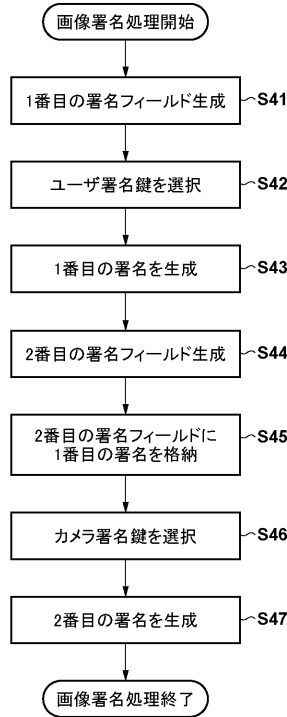 画像署名処理開始
1番目の署名フィールド生成
S41
ユーザ署名鍵を選択
S42
1番目の署名を生成
S43
2番目の署名フィールド生成
S44
2番目の署名フィールドに
1番目の署名を格納
S45
カメラ署名鍵を選択
S46
2番目の署名を生成
S47
画像署名処理終了